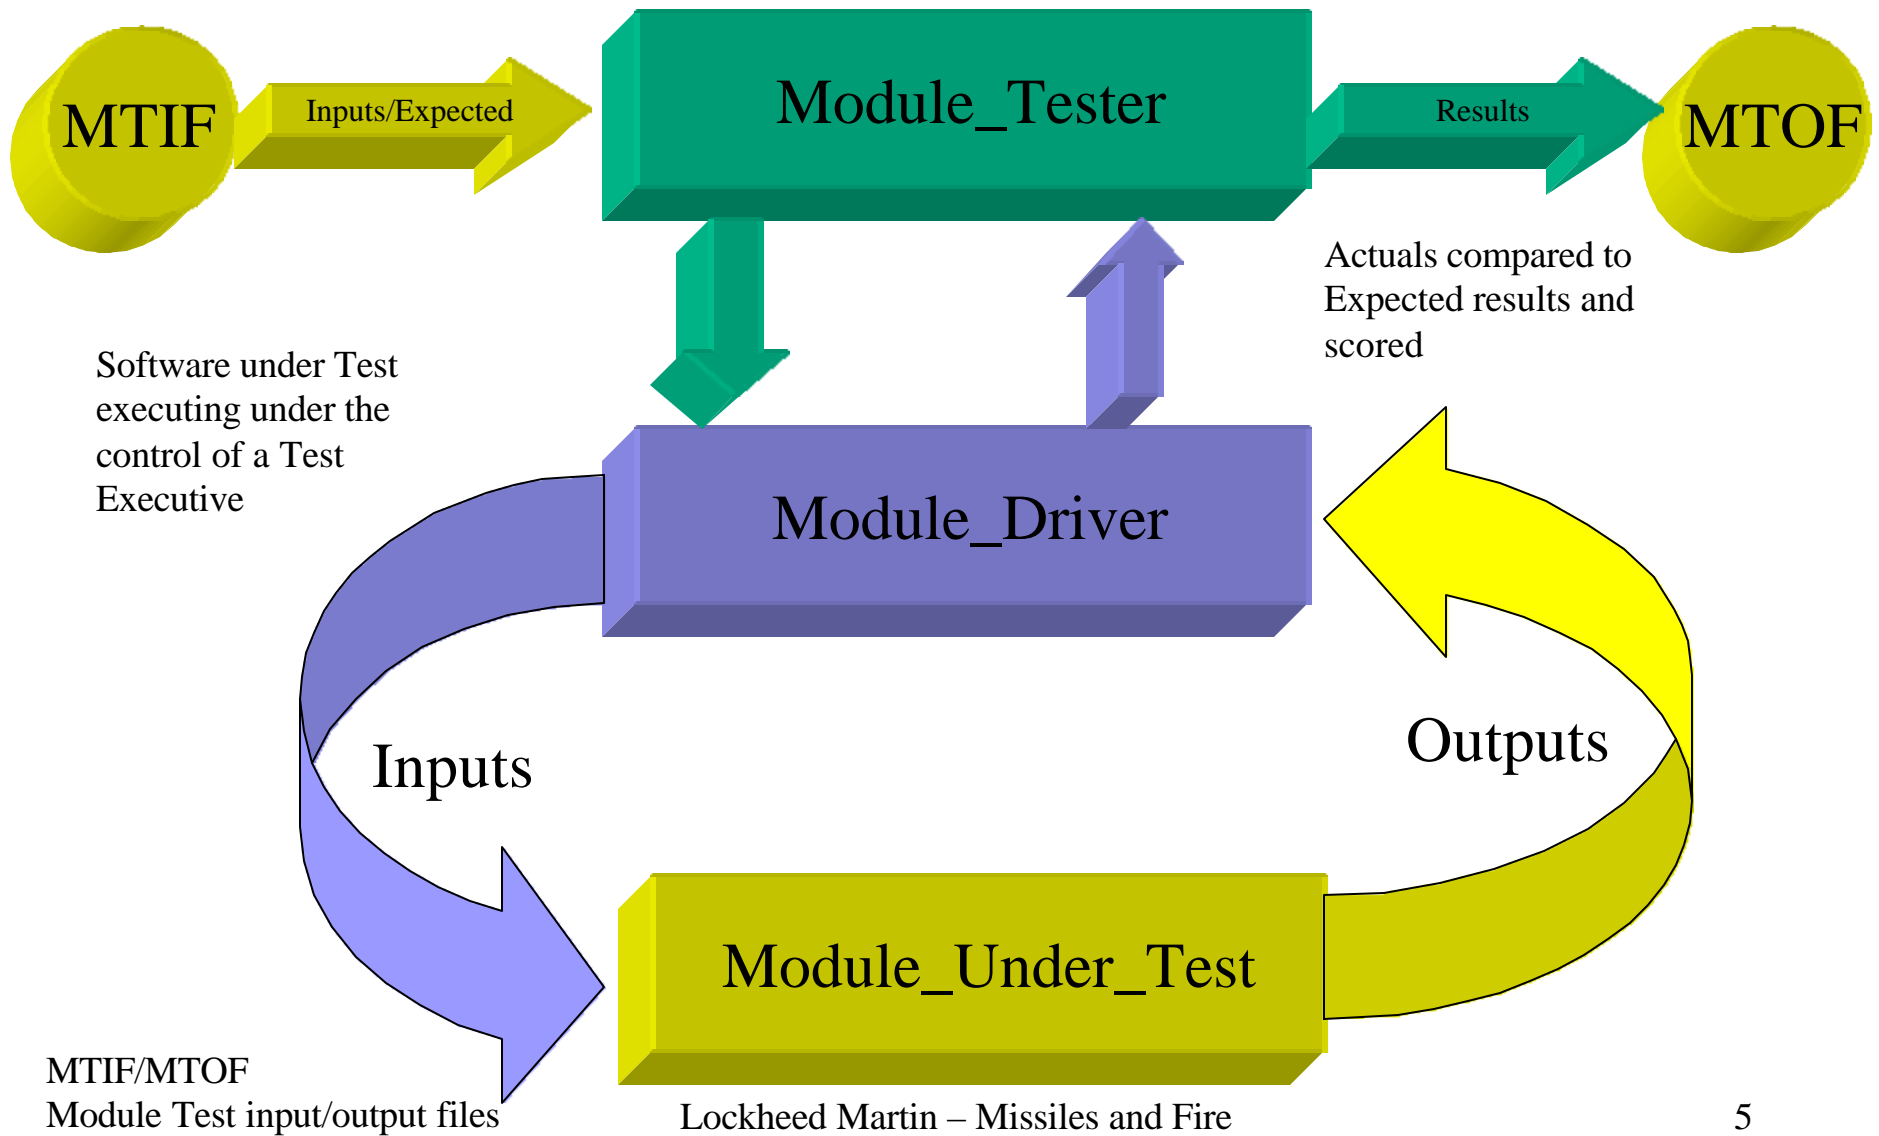 MTIF
Inputs/Expected
Module_Tester
Results
MTOF
Actuals compared to
Expected results and
scored
Software under Test
executing under the
control of a Test
Executive
Module_Driver
Inputs
Outputs
Module_Under_Test
MTIF/MTOF
Module Test input/output files
Lockheed Martin – Missiles and Fire
5